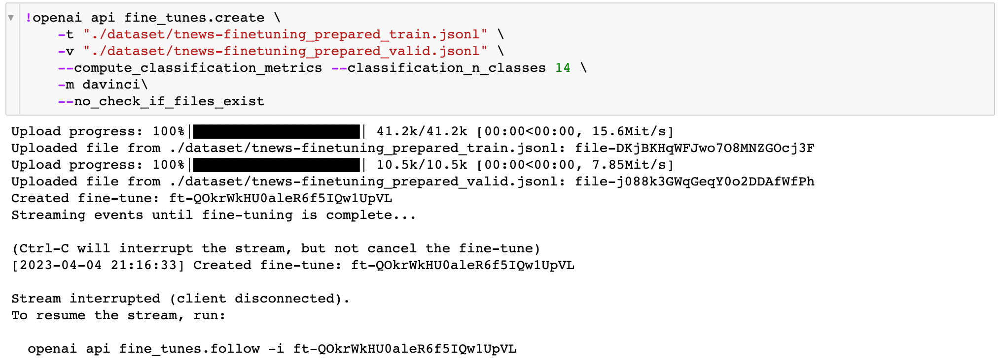 !openai api fine_tunes.create \
-t "./dataset/tnews-finetuning_prepared_train.jsonl" \
-v "./dataset/tnews-finetuning_prepared_valid.jsonl" \
--compute_classification_metrics --classification_n_classes 14 \
-m davinci\
--no_check_if_files_exist
Upload progress: 100%|████████████████████| 41.2k/41.2k [00:00<00:00, 15.6Mit/s]
Uploaded file from ./dataset/tnews-finetuning_prepared_train.jsonl: file-DKjBKHqWFJwo7O8MNZGOcj3F
Upload progress: 100%|████████████████████| 10.5k/10.5k [00:00<00:00, 7.85Mit/s]
Uploaded file from ./dataset/tnews-finetuning_prepared_valid.jsonl: file-j088k3GWqGeqY0o2DDAfWfPh
Created fine-tune: ft-QOkrWkHU0aleR6f5IQw1UpVL
Streaming events until fine-tuning is complete...
(Ctrl-C will interrupt the stream, but not cancel the fine-tune)
[2023-04-04 21:16:33] Created fine-tune: ft-QOkrWkHU0aleR6f5IQw1UpVL
Stream interrupted (client disconnected).
To resume the stream, run:
openai api fine_tunes.follow -i ft-QOkrWkHU0aleR6f5IQw1UpVL